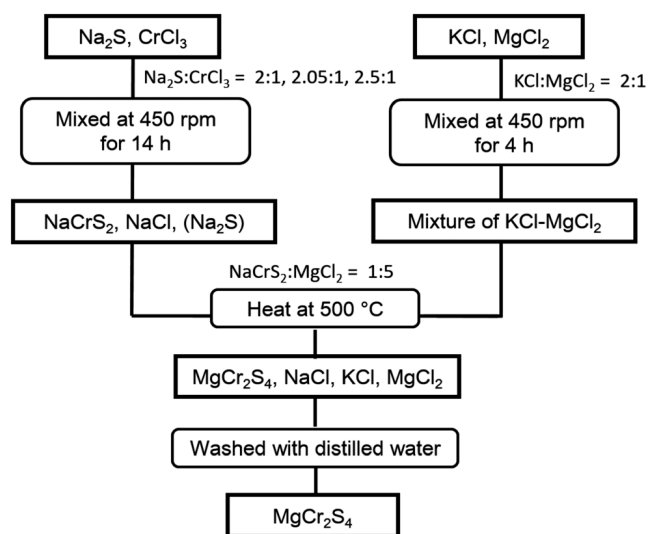 Na₂S, CrCl₃
KCl, MgCl₂
Na₂S:CrCl₃ = 2:1, 2.05:1, 2.5:1
KCl:MgCl₂ = 2:1
Mixed at 450 rpm
for 14 h
Mixed at 450 rpm
for 4 h
NaCrS₂, NaCl, (Na₂S)
Mixture of KCl-MgCl₂
NaCrS₂:MgCl₂ = 1:5
Heat at 500 °C
MgCr₂S₄, NaCl, KCl, MgCl₂
Washed with distilled water
MgCr₂S₄